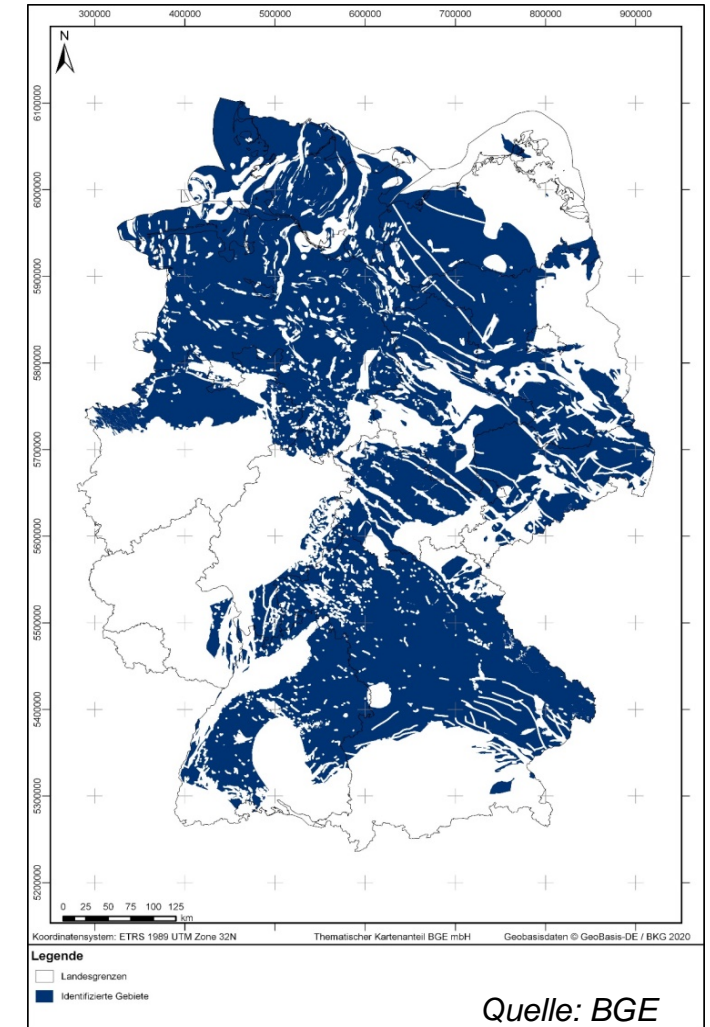 300000 400000 500000 600000 700000 800000 900000
N
6100000
6000000
5900000
5800000
5700000
5600000
5500000
5400000
5300000
5200000
0 25 50 75 100 125
km
Koordinatensystem: ETRS 1989 UTM Zone 32N Thematischer Kartenanteil BGE mbH Geobasisdaten © GeoBasis-DE / BKG 2020
Legende
Landesgrenzen
Identifizierte Gebiete
Quelle: BGE